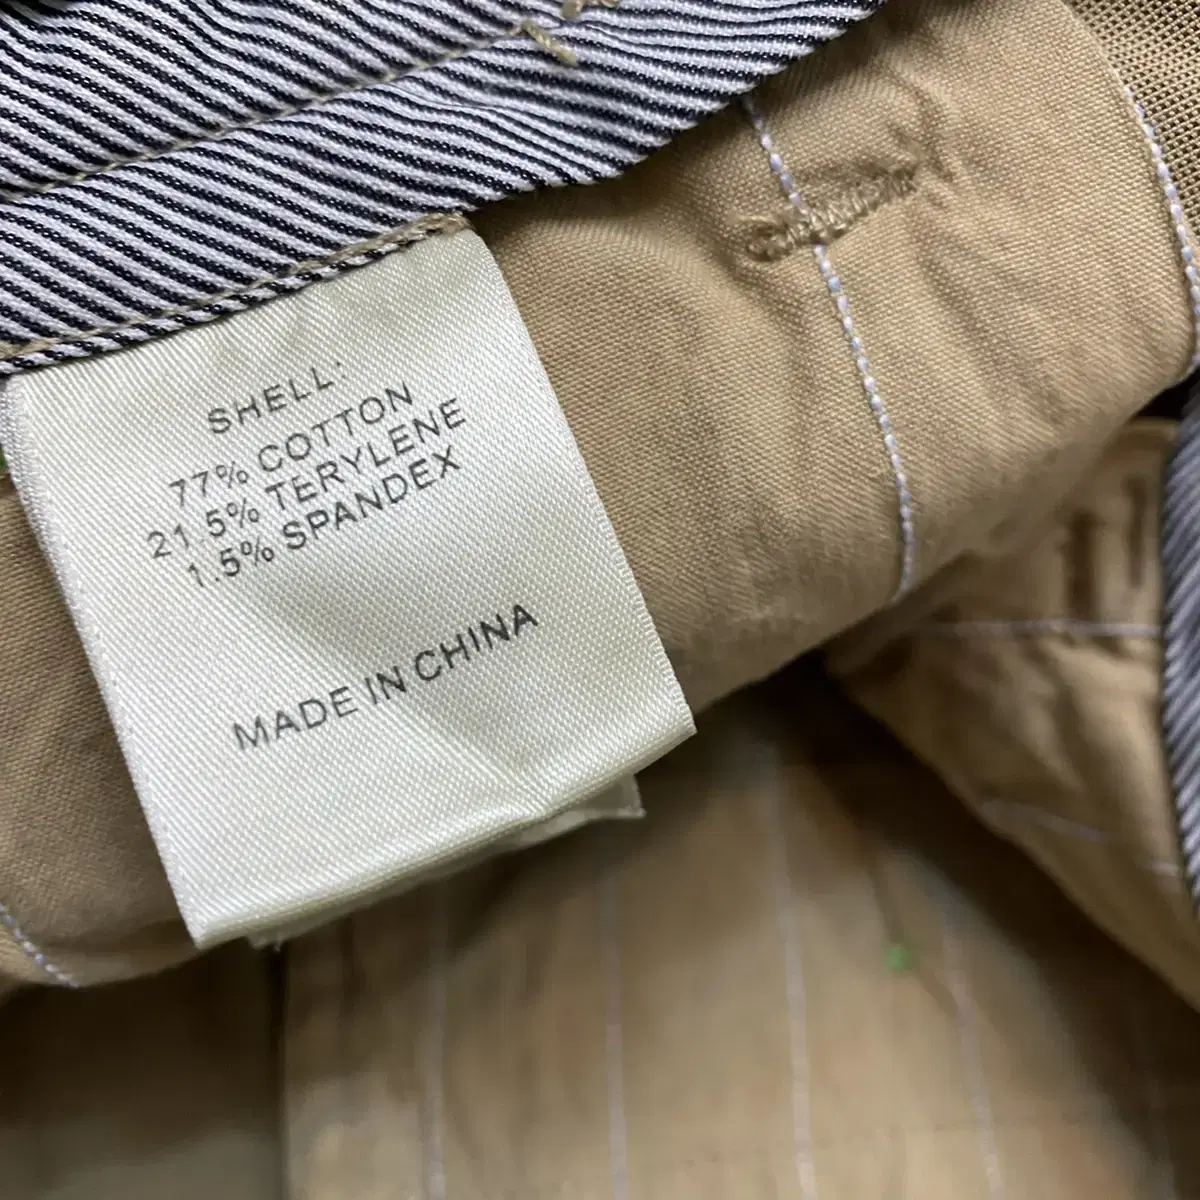 SHELL:
77% COTTON
21.5% TERYLENE
1.5% SPANDEX
MADE IN CHINA